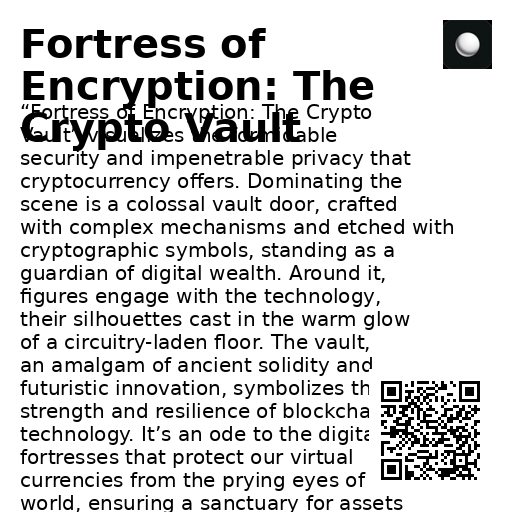 Fortress of
Encryption: The
Crypto Vault
“Fortress of Encryption: The Crypto
Vault” visualizes the formidable
security and impenetrable privacy that
cryptocurrency offers. Dominating the
scene is a colossal vault door, crafted
with complex mechanisms and etched with
cryptographic symbols, standing as a
guardian of digital wealth. Around it,
figures engage with the technology,
their silhouettes cast in the warm glow
of a circuitry-laden floor. The vault,
an amalgam of ancient solidity and
futuristic innovation, symbolizes th
strength and resilience of blockcha
technology. It’s an ode to the digita
fortresses that protect our virtual
currencies from the prying eyes of
world, ensuring a sanctuary for assets